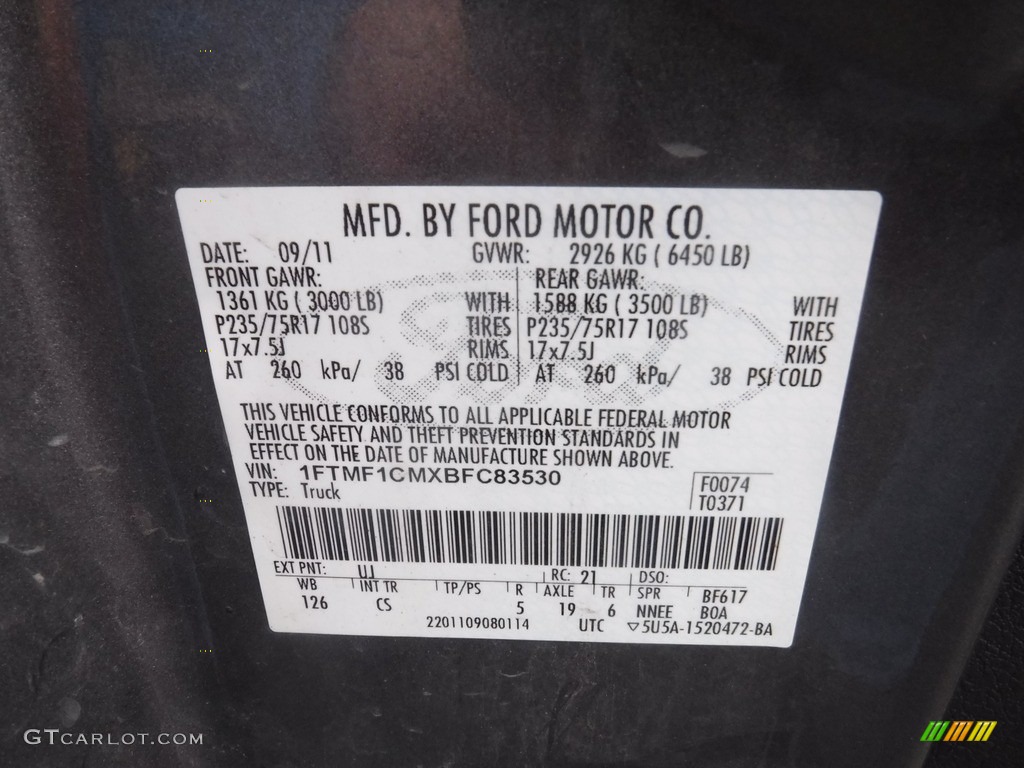 MFD. BY FORD MOTOR CO.
DATE: 09/11 GVWR: 2926 KG ( 6450 LB)
FRONT GAWR: REAR GAWR:
1361 KG ( 3000 LB) WITH 1588 KG ( 3500 LB) WITH
P235/75R17 108S TIRES P235/75R17 108S TIRES
17x7.5J RIMS 17x7.5J RIMS
AT 260 kPa/ 38 PSI COLD AT 260 kPa/ 38 PSI COLD
Ford
THIS VEHICLE CONFORMS TO ALL APPLICABLE FEDERAL MOTOR
VEHICLE SAFETY AND THEFT PREVENTION STANDARDS IN
EFFECT ON THE DATE OF MANUFACTURE SHOWN ABOVE.
VIN: 1FTMF1CMXBFC83530
TYPE: Truck
F0074
T0371
EXT PNT: UJ RC: 21 DSO:
WB INT TR TP/PS R AXLE TR SPR BF617
126 CS 5 19 6 NNEE BOA
2201109080114 UTC ▽5U5A-1520472-BA
GTCARLOT.COM